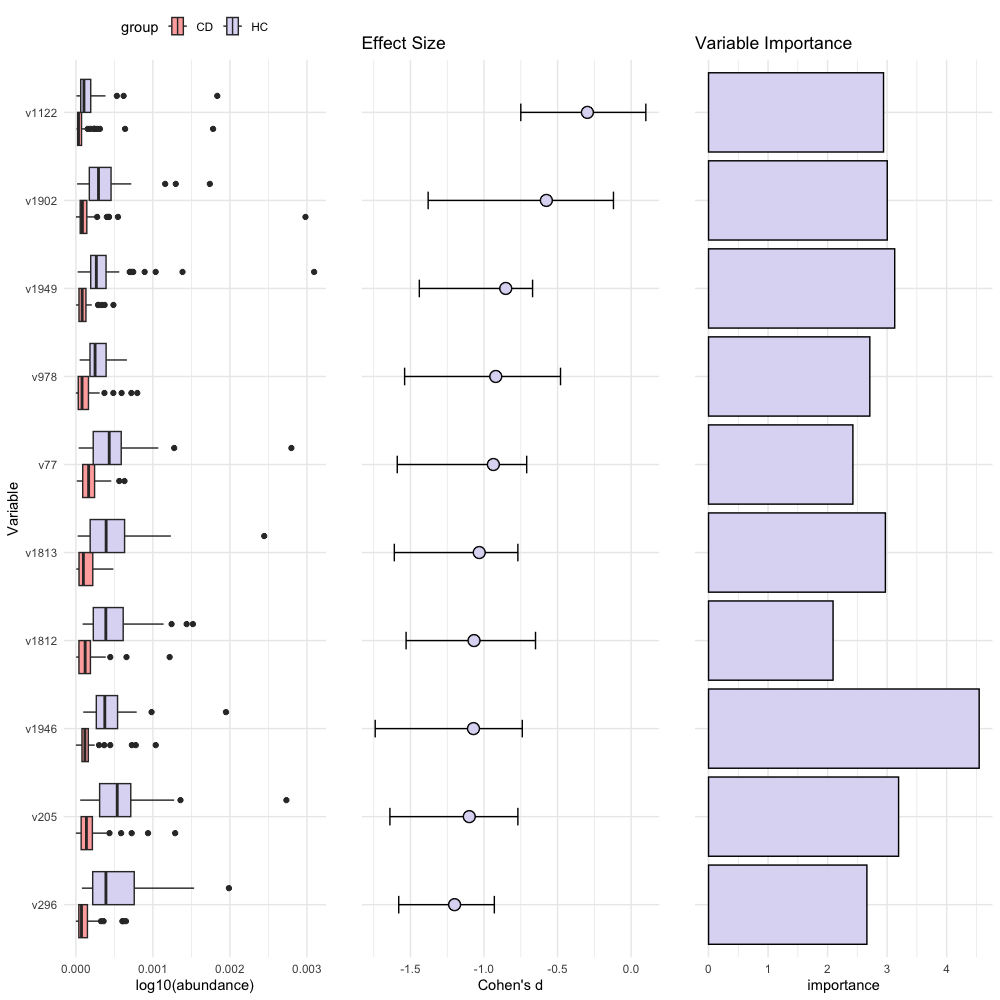 group CD HC
Effect Size
Variable Importance
Variable
v1122
v1902
v1949
v978
v77
v1813
v1812
v1946
v205
v296
0.000 0.001 0.002 0.003
-1.5 -1.0 -0.5 0.0
0 1 2 3 4
log10(abundance)
Cohen's d
importance